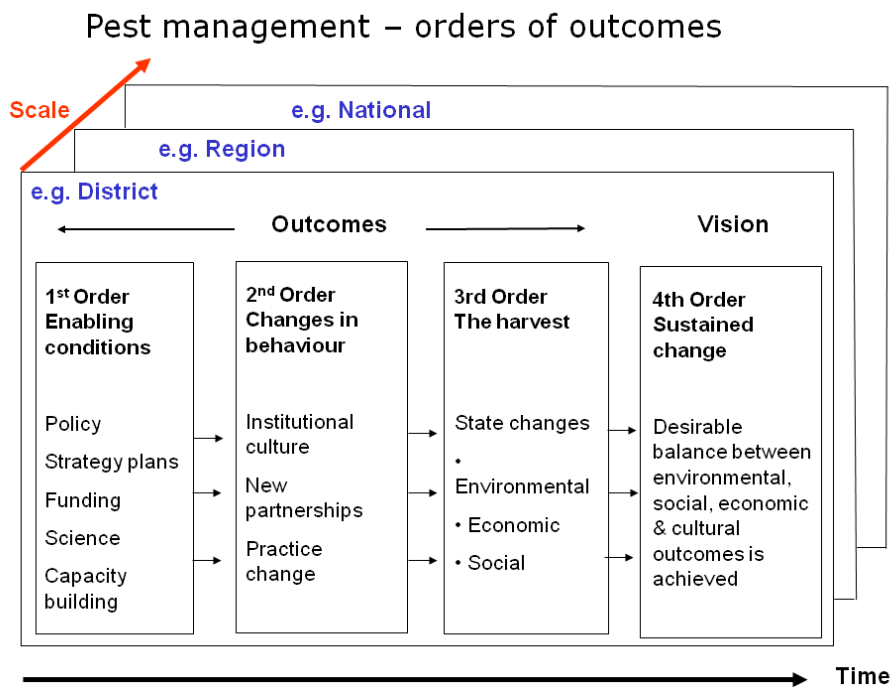 Pest management – orders of outcomes
Scale
e.g. National
e.g. Region
e.g. District
Outcomes
Vision
1st Order
Enabling
conditions
Policy
Strategy plans
Funding
Science
Capacity
building
2nd Order
Changes in
behaviour
Institutional
culture
New
partnerships
Practice
change
3rd Order
The harvest
State changes
•
Environmental
• Economic
• Social
4th Order
Sustained
change
Desirable
balance between
environmental,
social, economic
& cultural
outcomes is
achieved
Time